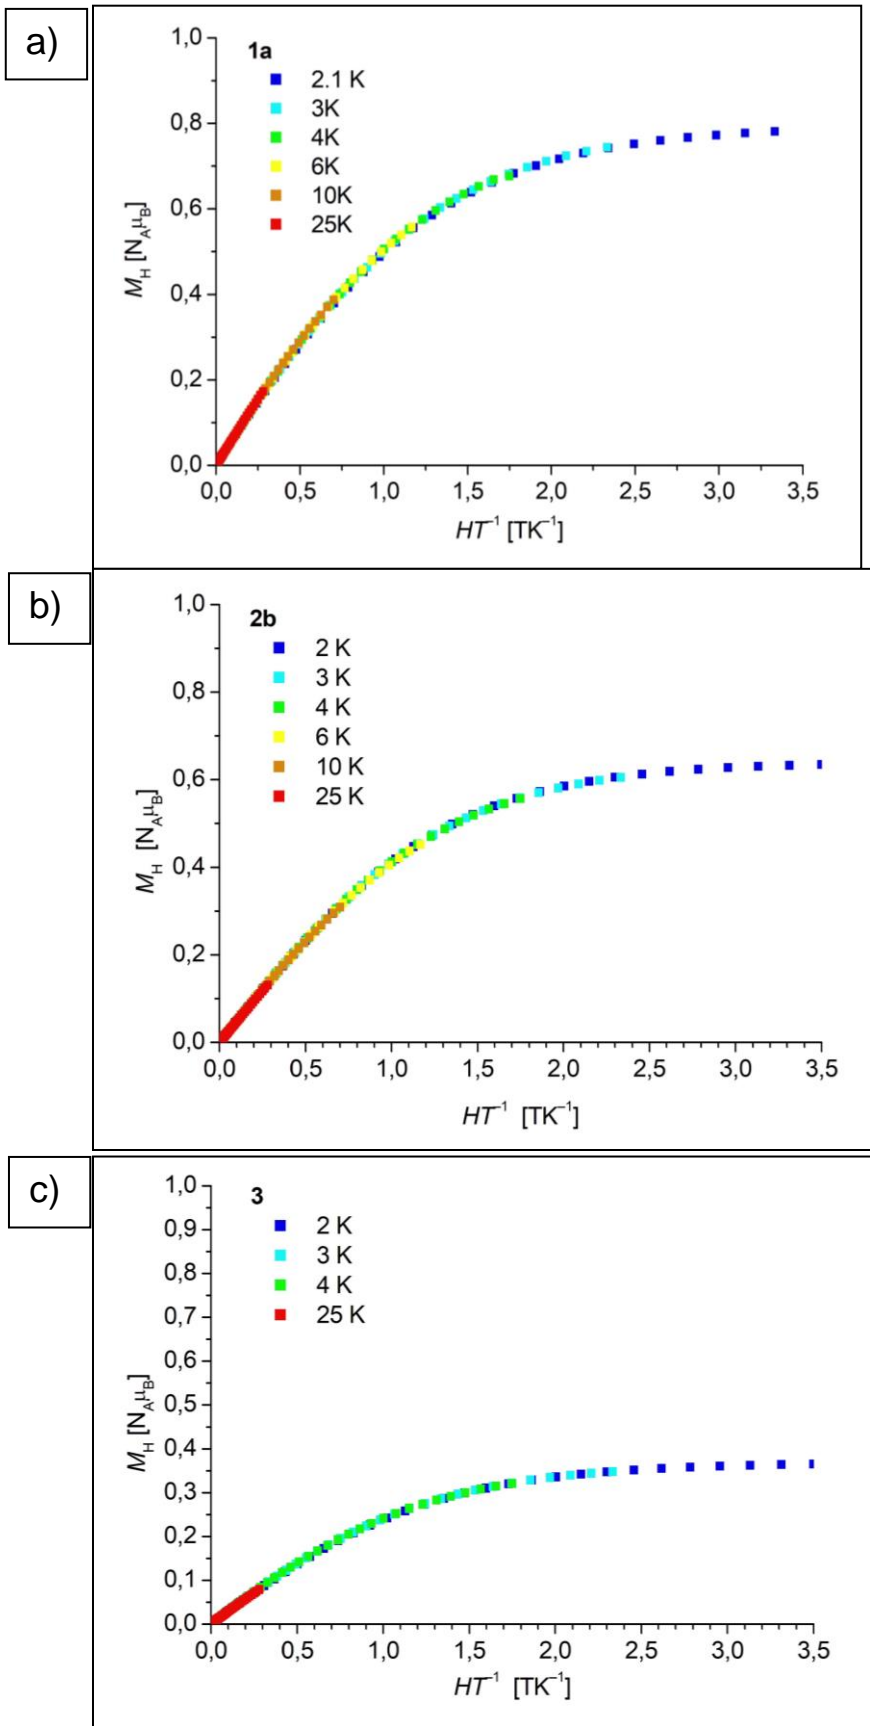 a)
1a
2.1 K
3K
4K
6K
10K
25K
1,0
0,8
0,6
0,4
0,2
0,0
M_H [N_Aμ_B]
0,0 0,5 1,0 1,5 2,0 2,5 3,0 3,5
HT⁻¹ [TK⁻¹]
b)
2b
2 K
3 K
4 K
6 K
10 K
25 K
1,0
0,8
0,6
0,4
0,2
0,0
M_H [N_Aμ_B]
0,0 0,5 1,0 1,5 2,0 2,5 3,0 3,5
HT⁻¹ [TK⁻¹]
c)
3
2 K
3 K
4 K
25 K
1,0
0,9
0,8
0,7
0,6
0,5
0,4
0,3
0,2
0,1
0,0
M_H [N_Aμ_B]
0,0 0,5 1,0 1,5 2,0 2,5 3,0 3,5
HT⁻¹ [TK⁻¹]